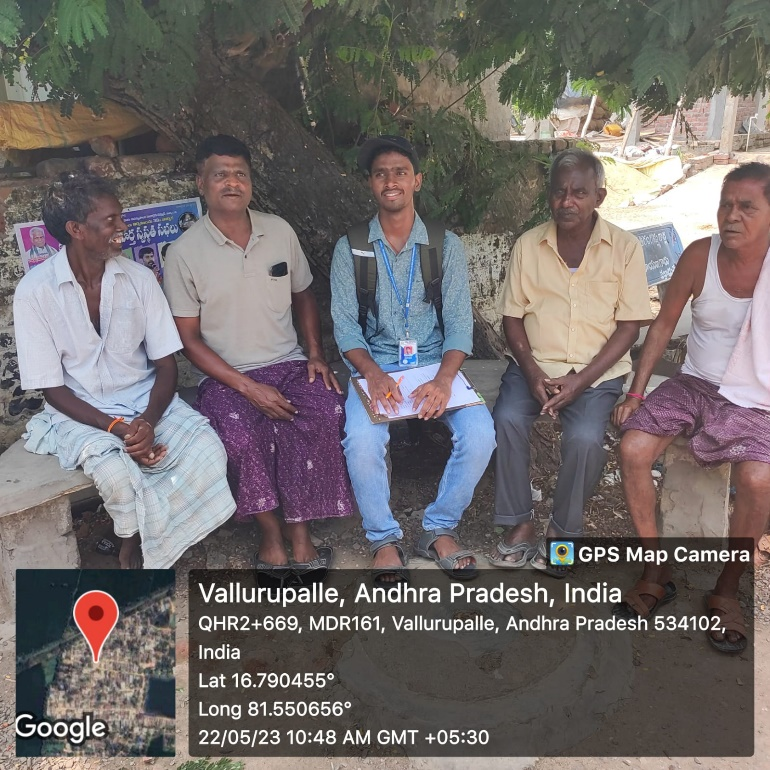 GPS Map Camera
Vallurupalle, Andhra Pradesh, India
QHR2+669, MDR161, Vallurupalle, Andhra Pradesh 534102,
India
Lat 16.790455°
Long 81.550656°
22/05/23 10:48 AM GMT +05:30
Google